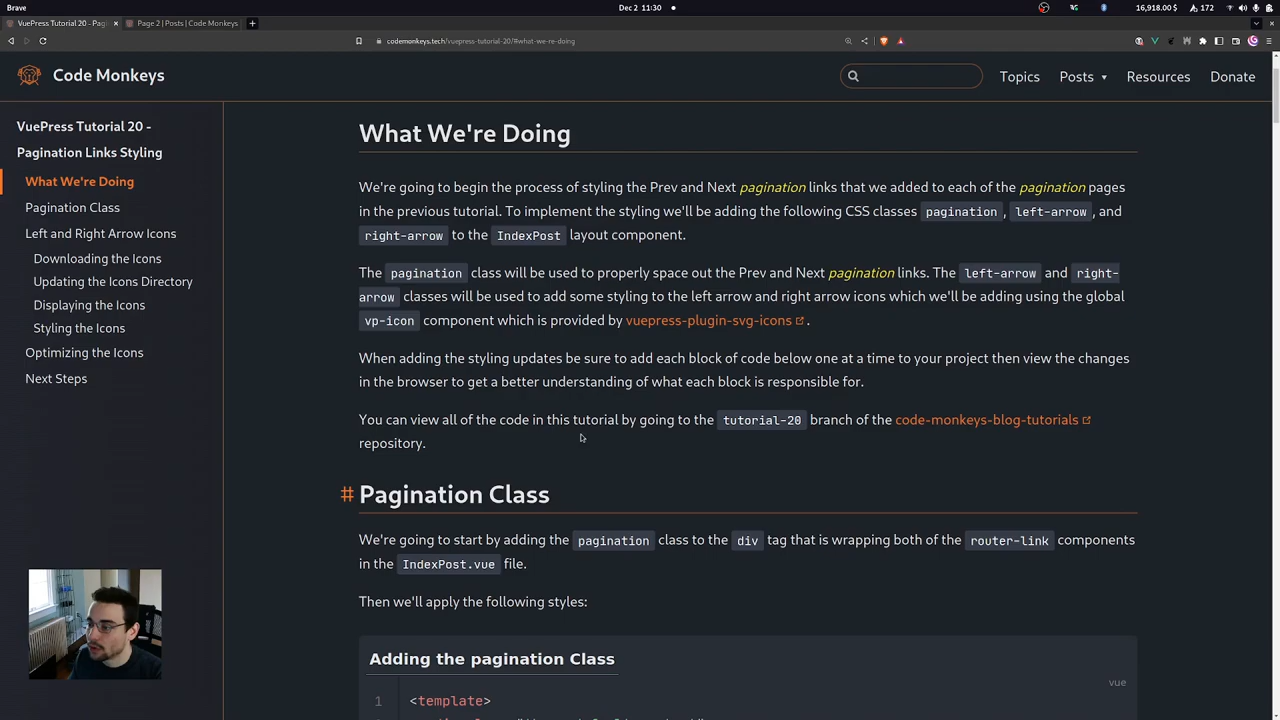 Brave
Dec 2 11:30
16,918.00
172
VuePress Tutorial 20 - Pagi
Page 2 | Posts | Code Monkeys
codemonkeys.tech/vuepress-tutorial-20/#what-we-re-doing
Code Monkeys
Topics
Posts
Resources
Donate
VuePress Tutorial 20 -
Pagination Links Styling
What We're Doing
Pagination Class
Left and Right Arrow Icons
Downloading the Icons
Updating the Icons Directory
Displaying the Icons
Styling the Icons
Optimizing the Icons
Next Steps
What We're Doing
We're going to begin the process of styling the Prev and Next pagination links that we added to each of the pagination pages
in the previous tutorial. To implement the styling we'll be adding the following CSS classes pagination, left-arrow, and
right-arrow to the IndexPost layout component.
The pagination class will be used to properly space out the Prev and Next pagination links. The left-arrow and right-
arrow classes will be used to add some styling to the left arrow and right arrow icons which we'll be adding using the global
vp-icon component which is provided by vuepress-plugin-svg-icons.
When adding the styling updates be sure to add each block of code below one at a time to your project then view the changes
in the browser to get a better understanding of what each block is responsible for.
You can view all of the code in this tutorial by going to the tutorial-20 branch of the code-monkeys-blog-tutorials
repository.
# Pagination Class
We're going to start by adding the pagination class to the div tag that is wrapping both of the router-link components
in the IndexPost.vue file.
Then we'll apply the following styles:
Adding the pagination Class
vue
1 <template>